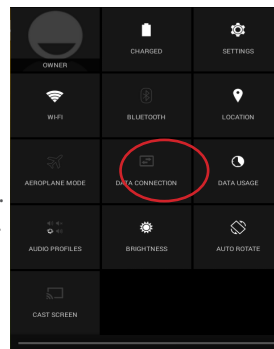 OWNER
CHARGED
SETTINGS
WI-FI
BLUETOOTH
LOCATION
AEROPLANE MODE
DATA CONNECTION
DATA USAGE
AUDIO PROFILES
BRIGHTNESS
AUTO ROTATE
CAST SCREEN